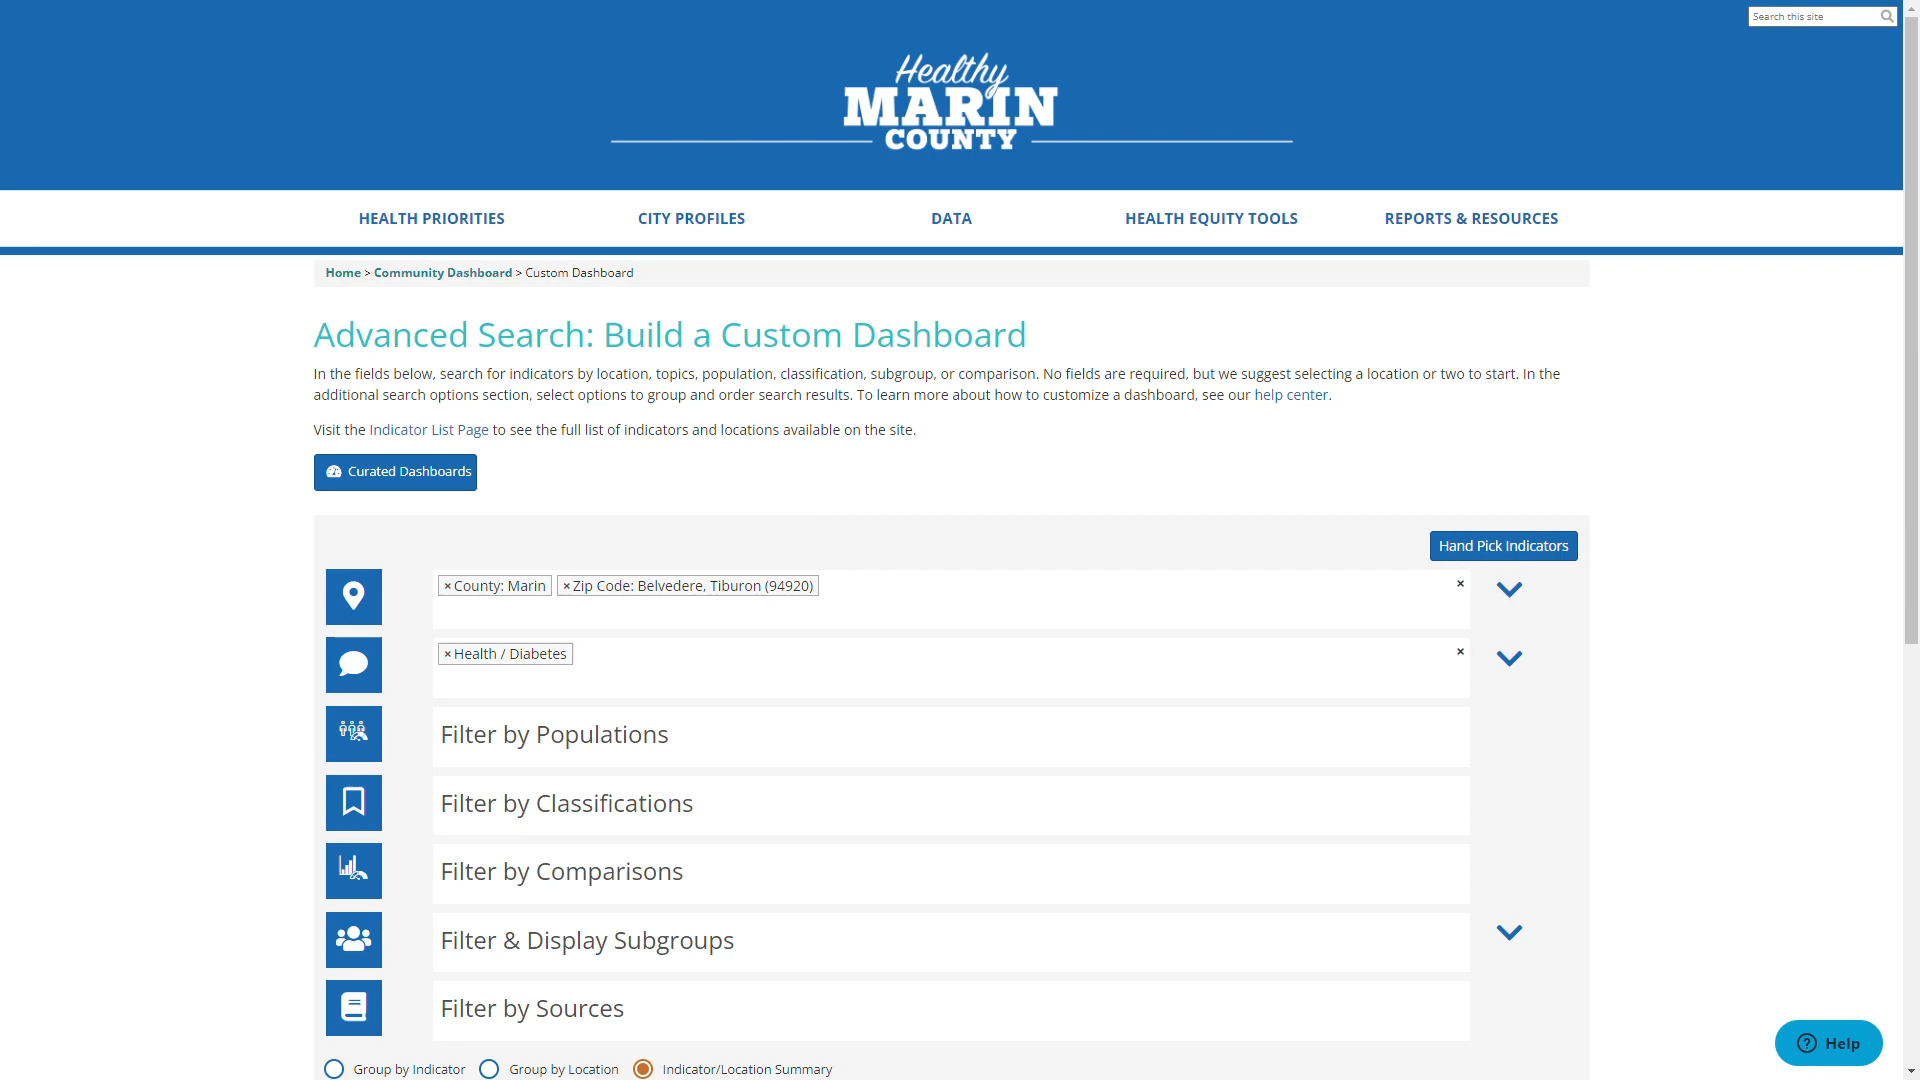 Search this site
Healthy
MARIN
COUNTY
HEALTH PRIORITIES
CITY PROFILES
DATA
HEALTH EQUITY TOOLS
REPORTS & RESOURCES
Home > Community Dashboard > Custom Dashboard
Advanced Search: Build a Custom Dashboard
In the fields below, search for indicators by location, topics, population, classification, subgroup, or comparison. No fields are required, but we suggest selecting a location or two to start. In the
additional search options section, select options to group and order search results. To learn more about how to customize a dashboard, see our help center.
Visit the Indicator List Page to see the full list of indicators and locations available on the site.
Curated Dashboards
Hand Pick Indicators
×County: Marin ×Zip Code: Belvedere, Tiburon (94920) ×
×Health / Diabetes ×
Filter by Populations
Filter by Classifications
Filter by Comparisons
Filter & Display Subgroups
Filter by Sources
Group by Indicator Group by Location Indicator/Location Summary
? Help